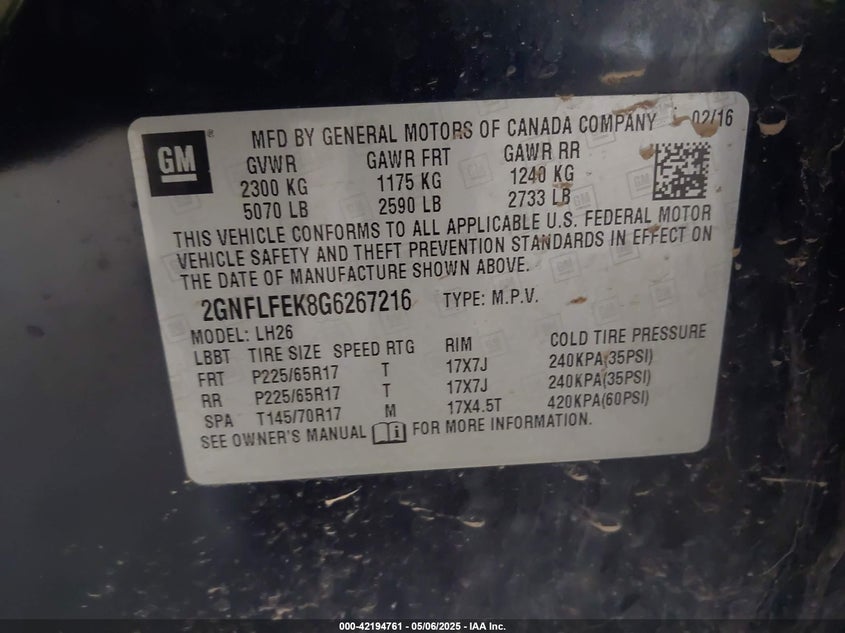 GM ®
MFD BY GENERAL MOTORS OF CANADA COMPANY 02/16
GVWR GAWR FRT GAWR RR
2300 KG 1175 KG 1240 KG
5070 LB 2590 LB 2733 LB
THIS VEHICLE CONFORMS TO ALL APPLICABLE U.S. FEDERAL MOTOR
VEHICLE SAFETY AND THEFT PREVENTION STANDARDS IN EFFECT ON
THE DATE OF MANUFACTURE SHOWN ABOVE.
2GNFLFEK8G6267216 TYPE: M.P.V.
MODEL: LH26
LBBT TIRE SIZE SPEED RTG RIM COLD TIRE PRESSURE
FRT P225/65R17 T 17X7J 240KPA(35PSI)
RR P225/65R17 T 17X7J 240KPA(35PSI)
SPA T145/70R17 M 17X4.5T 420KPA(60PSI)
SEE OWNER'S MANUAL i FOR MORE INFORMATION.
000-42194761 - 05/06/2025 - IAA Inc.